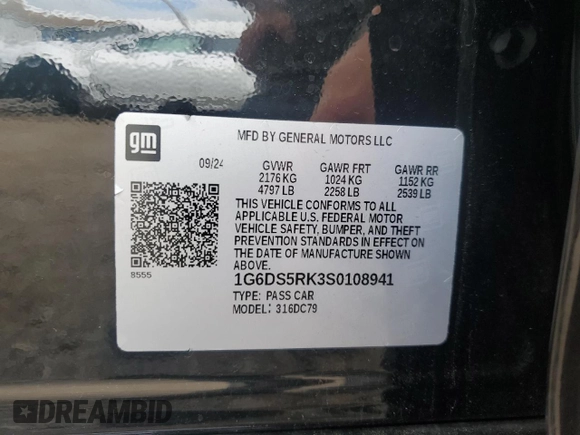 gm
MFD BY GENERAL MOTORS LLC
09/24 GVWR GAWR FRT GAWR RR
2176 KG 1024 KG 1152 KG
4797 LB 2258 LB 2539 LB
THIS VEHICLE CONFORMS TO ALL
APPLICABLE U.S. FEDERAL MOTOR
VEHICLE SAFETY, BUMPER, AND THEFT
PREVENTION STANDARDS IN EFFECT ON
THE DATE OF MANUFACTURE SHOWN
ABOVE.
8555
1G6DS5RK3S0108941
TYPE: PASS CAR
MODEL: 316DC79
DREAMBID